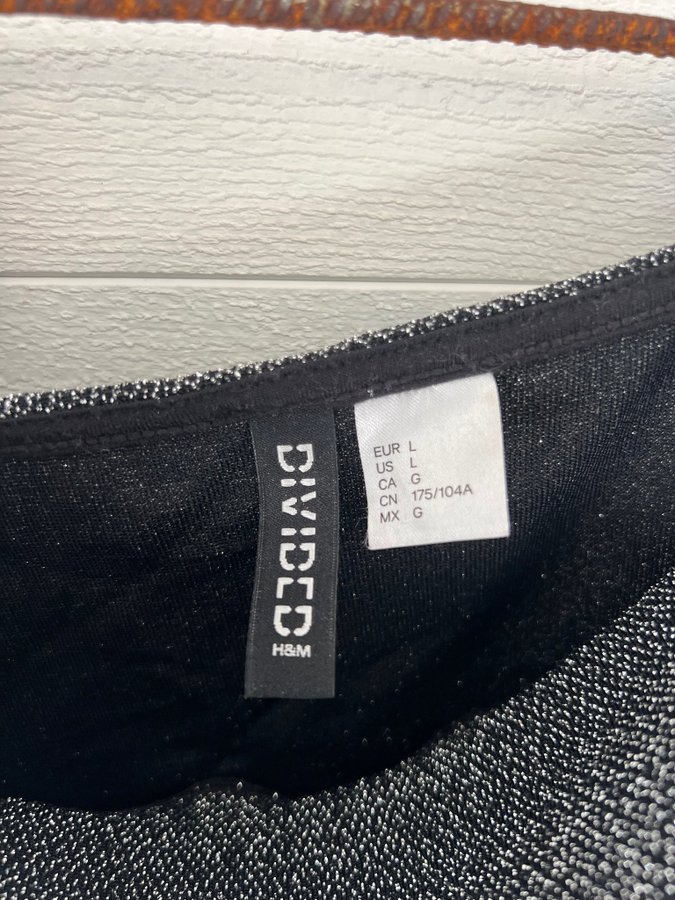 DIVIDED
H&M
EUR L
US L
CA G
CN 175/104A
MX G